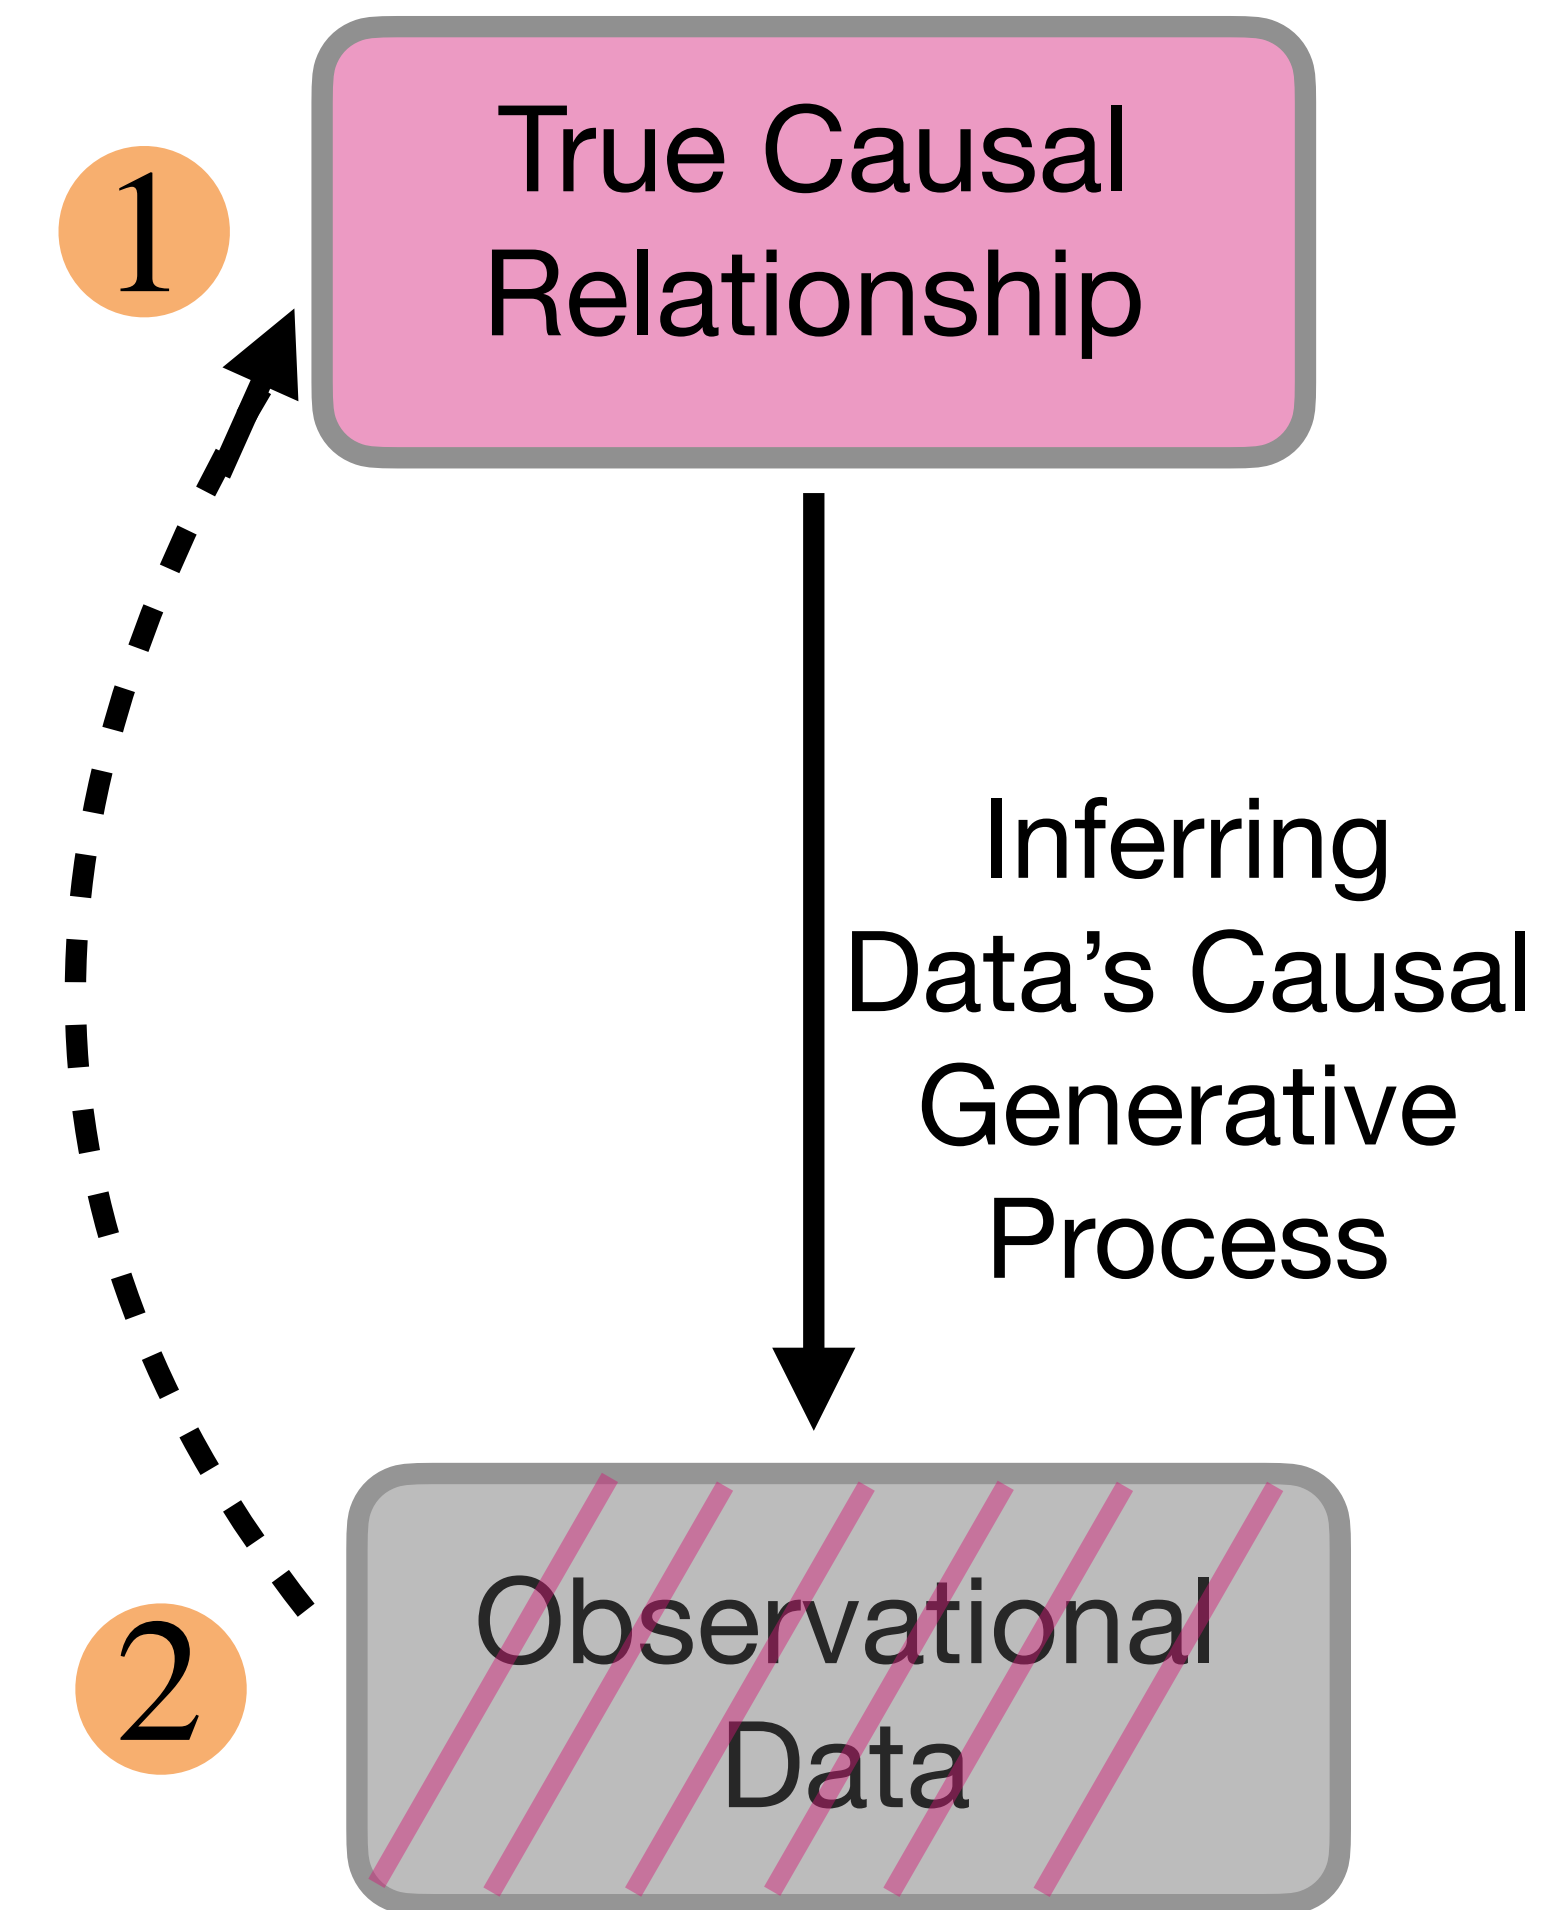 1
True Causal
Relationship
Inferring
Data’s Causal
Generative
Process
2
Observational
Data